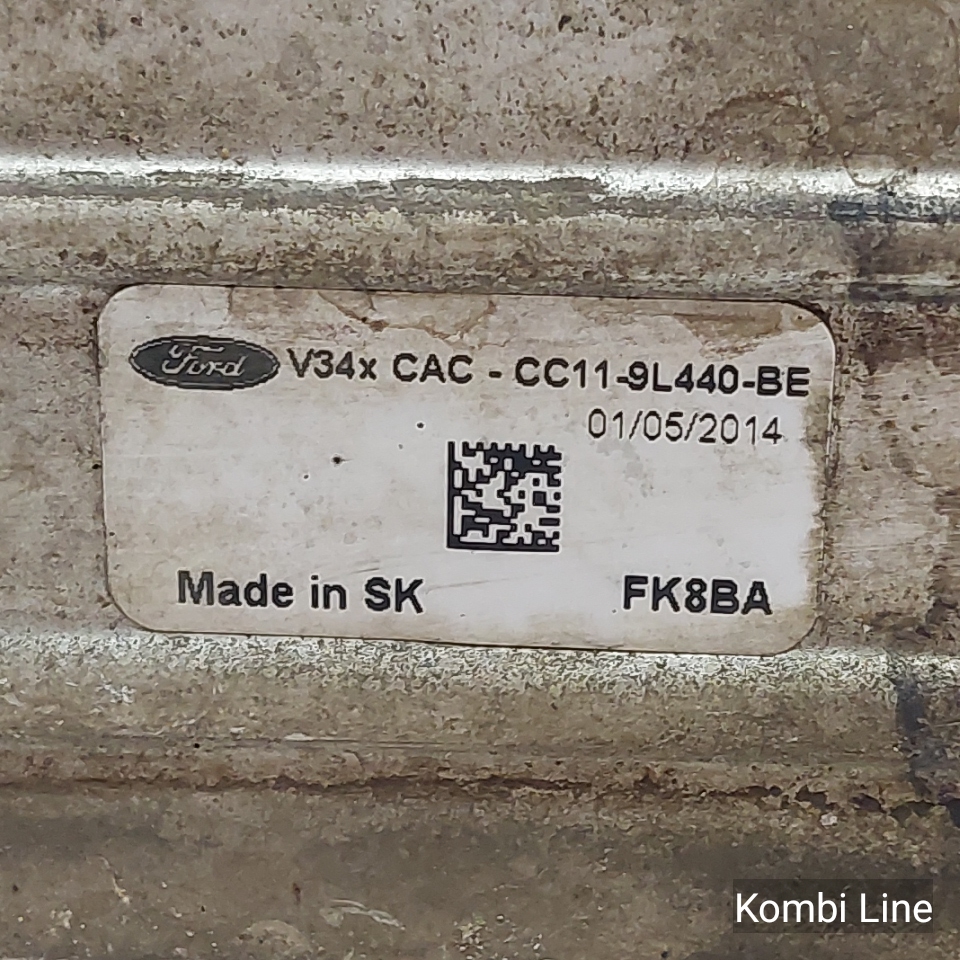 Ford V34x CAC - CC11-9L440-BE
01/05/2014
Made in SK FK8BA
Kombi Line